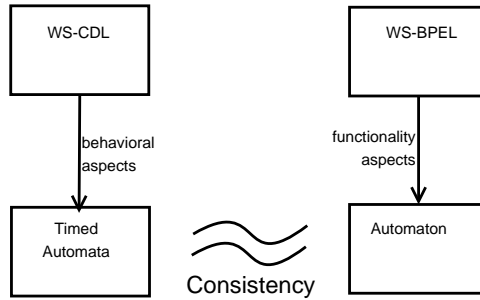 WS-CDL
WS-BPEL
behavioral
aspects
functionality
aspects
Timed
Automata
Automaton
Consistency